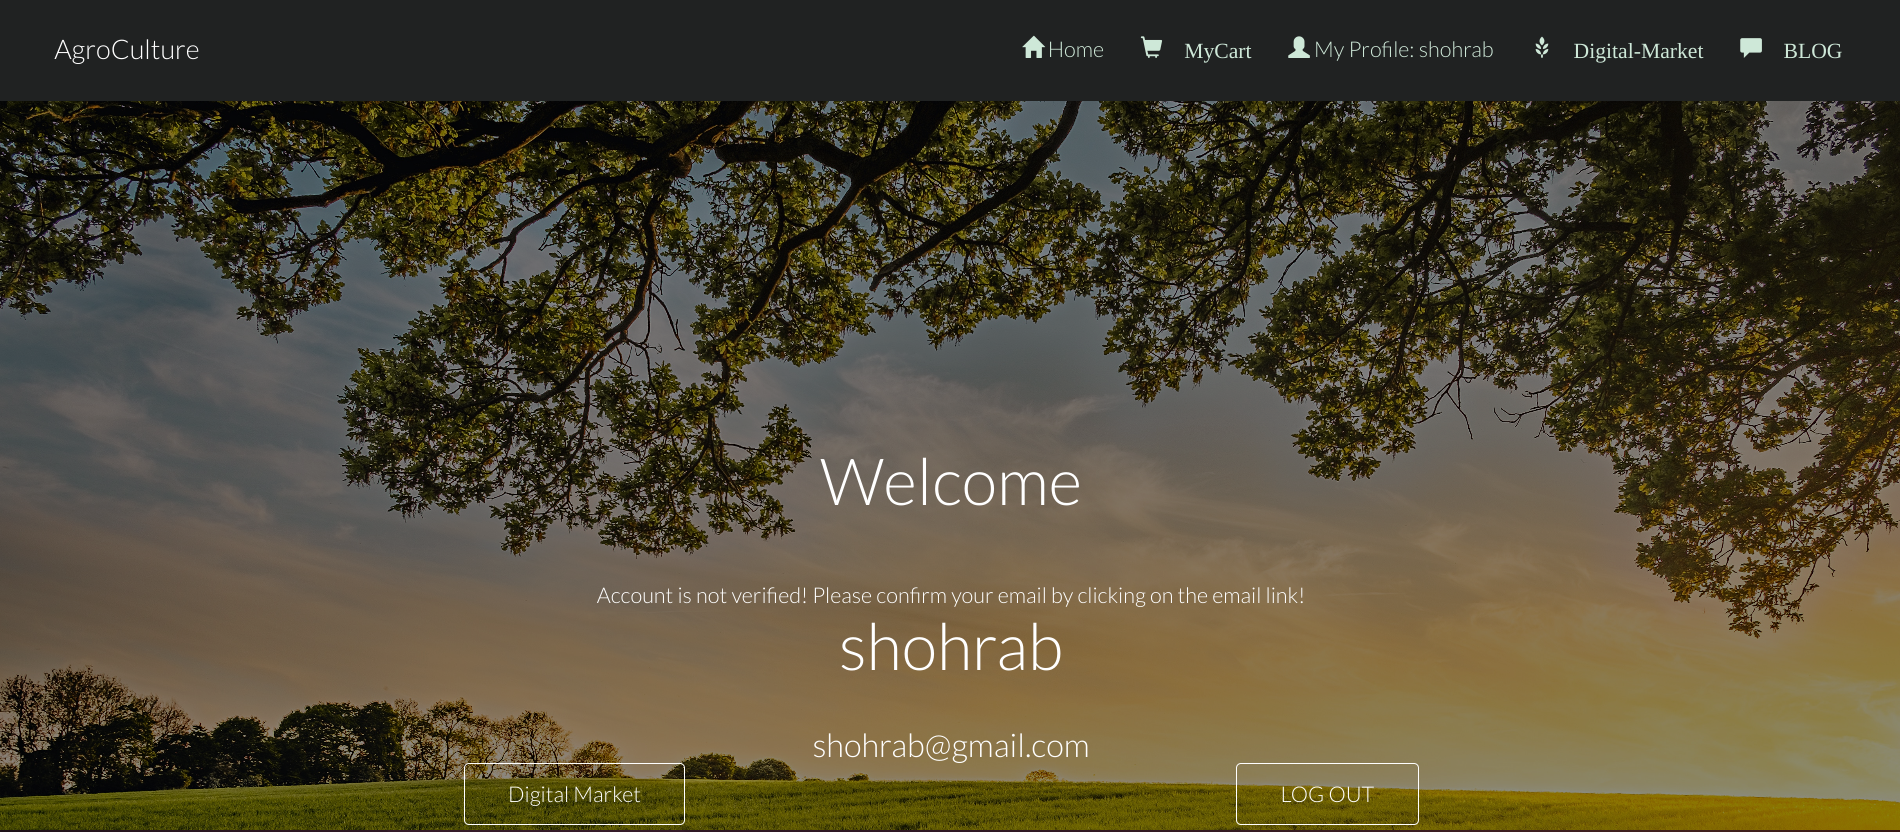 AgroCulture
Home MyCart My Profile: shohrab Digital-Market BLOG
Welcome
Account is not verified! Please confirm your email by clicking on the email link!
shohrab
shohrab@gmail.com
Digital Market LOG OUT